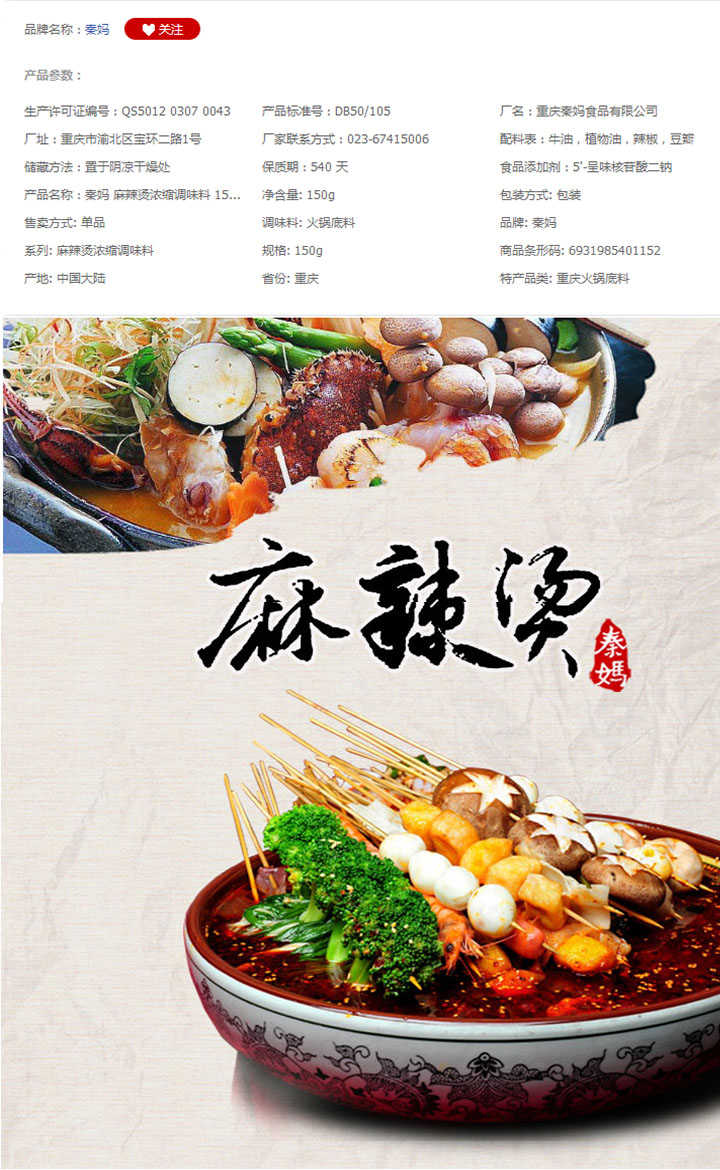 品牌名称：秦妈 关注
产品参数：
生产许可证编号：QS5012 0307 0043 产品标准号：DB50/105 厂名：重庆秦妈食品有限公司
厂址：重庆市渝北区宝环二路1号 厂家联系方式：023-67415006 配料表：牛油，植物油，辣椒，豆瓣
储藏方法：置于阴凉干燥处 保质期：540 天 食品添加剂：5'-呈味核苷酸二钠
产品名称：秦妈 麻辣烫浓缩调味料 15... 净含量: 150g 包装方式: 包装
售卖方式: 单品 调味料: 火锅底料 品牌: 秦妈
系列: 麻辣烫浓缩调味料 规格: 150g 商品条形码: 6931985401152
产地: 中国大陆 省份: 重庆 特产品类: 重庆火锅底料
麻辣烫
秦媽